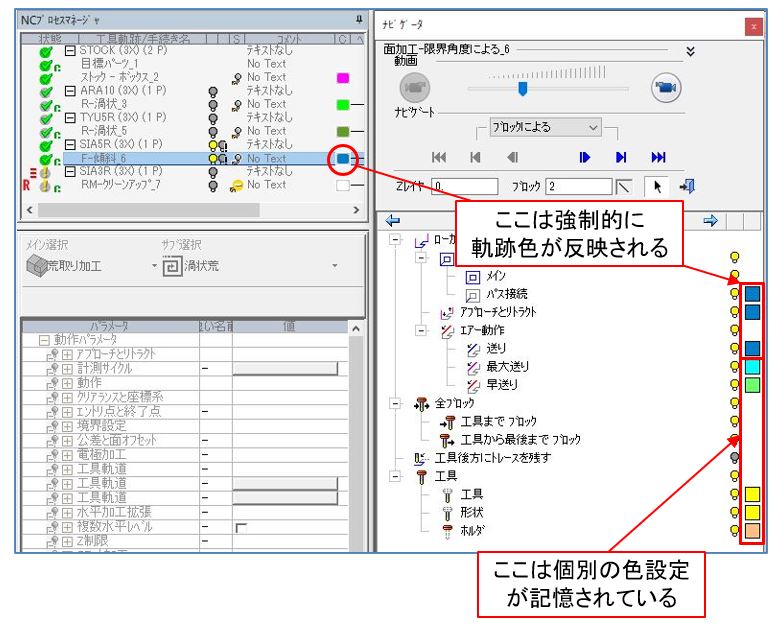 NCプロセスマネージャ
状態 工具軌跡/手続き名 S コメント C
STOCK (3X) (2 P) テキストなし
目標パーツ_1 No Text
ストック - ボックス_2 No Text
ARA10 (3X) (1 P) テキストなし
R-渦状_3 No Text
TYU5R (3X) (1 P) テキストなし
R-渦状_5 No Text
SIA5R (3X) (1 P) テキストなし
F-傾斜_6 No Text
SIA3R (3X) (1 P) テキストなし
R RM-クリーンアップ_7 No Text
メイン選択 サブ選択
荒取り加工 渦状荒
パラメータ 値
動作パラメータ
アプローチとリトラクト
計測サイクル –
動作
クリアランスと座標系
エントリ点と終了点 –
境界設定
公差と面オフセット –
電極加工 –
工具軌道 –
工具軌道 –
工具軌道 –
水平加工拡張 –
複数水平レベル –
Z制限 –
ナビゲータ
面加工-限界角度による_6
動画
ナビゲート
ブロックによる
Zレイヤ 0. ブロック 2
ここは強制的に
軌跡色が反映される
メイン
パス接続
アプローチとリトラクト
エアー動作
送り
最大送り
早送り
全ブロック
工具まで ブロック
工具から最後まで ブロック
工具後方にトレースを残す
工具
工具
形状
ホルダ
ここは個別の色設定
が記憶されている